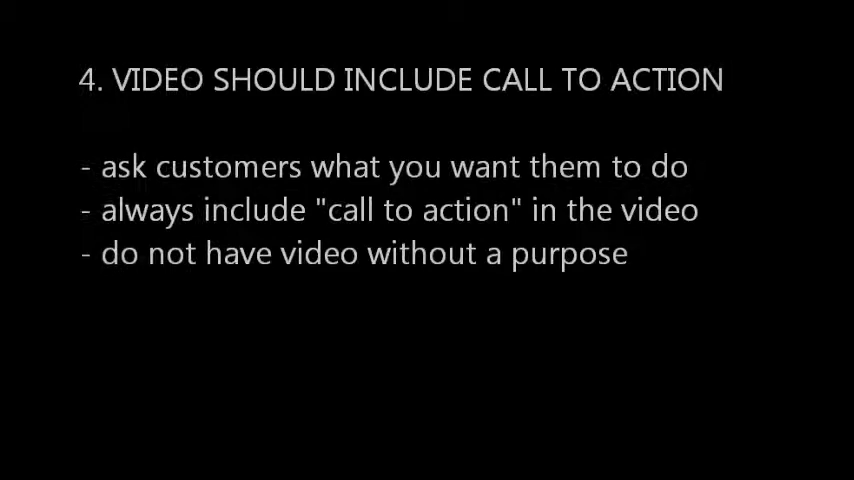 4. VIDEO SHOULD INCLUDE CALL TO ACTION
- ask customers what you want them to do
- always include "call to action" in the video
- do not have video without a purpose